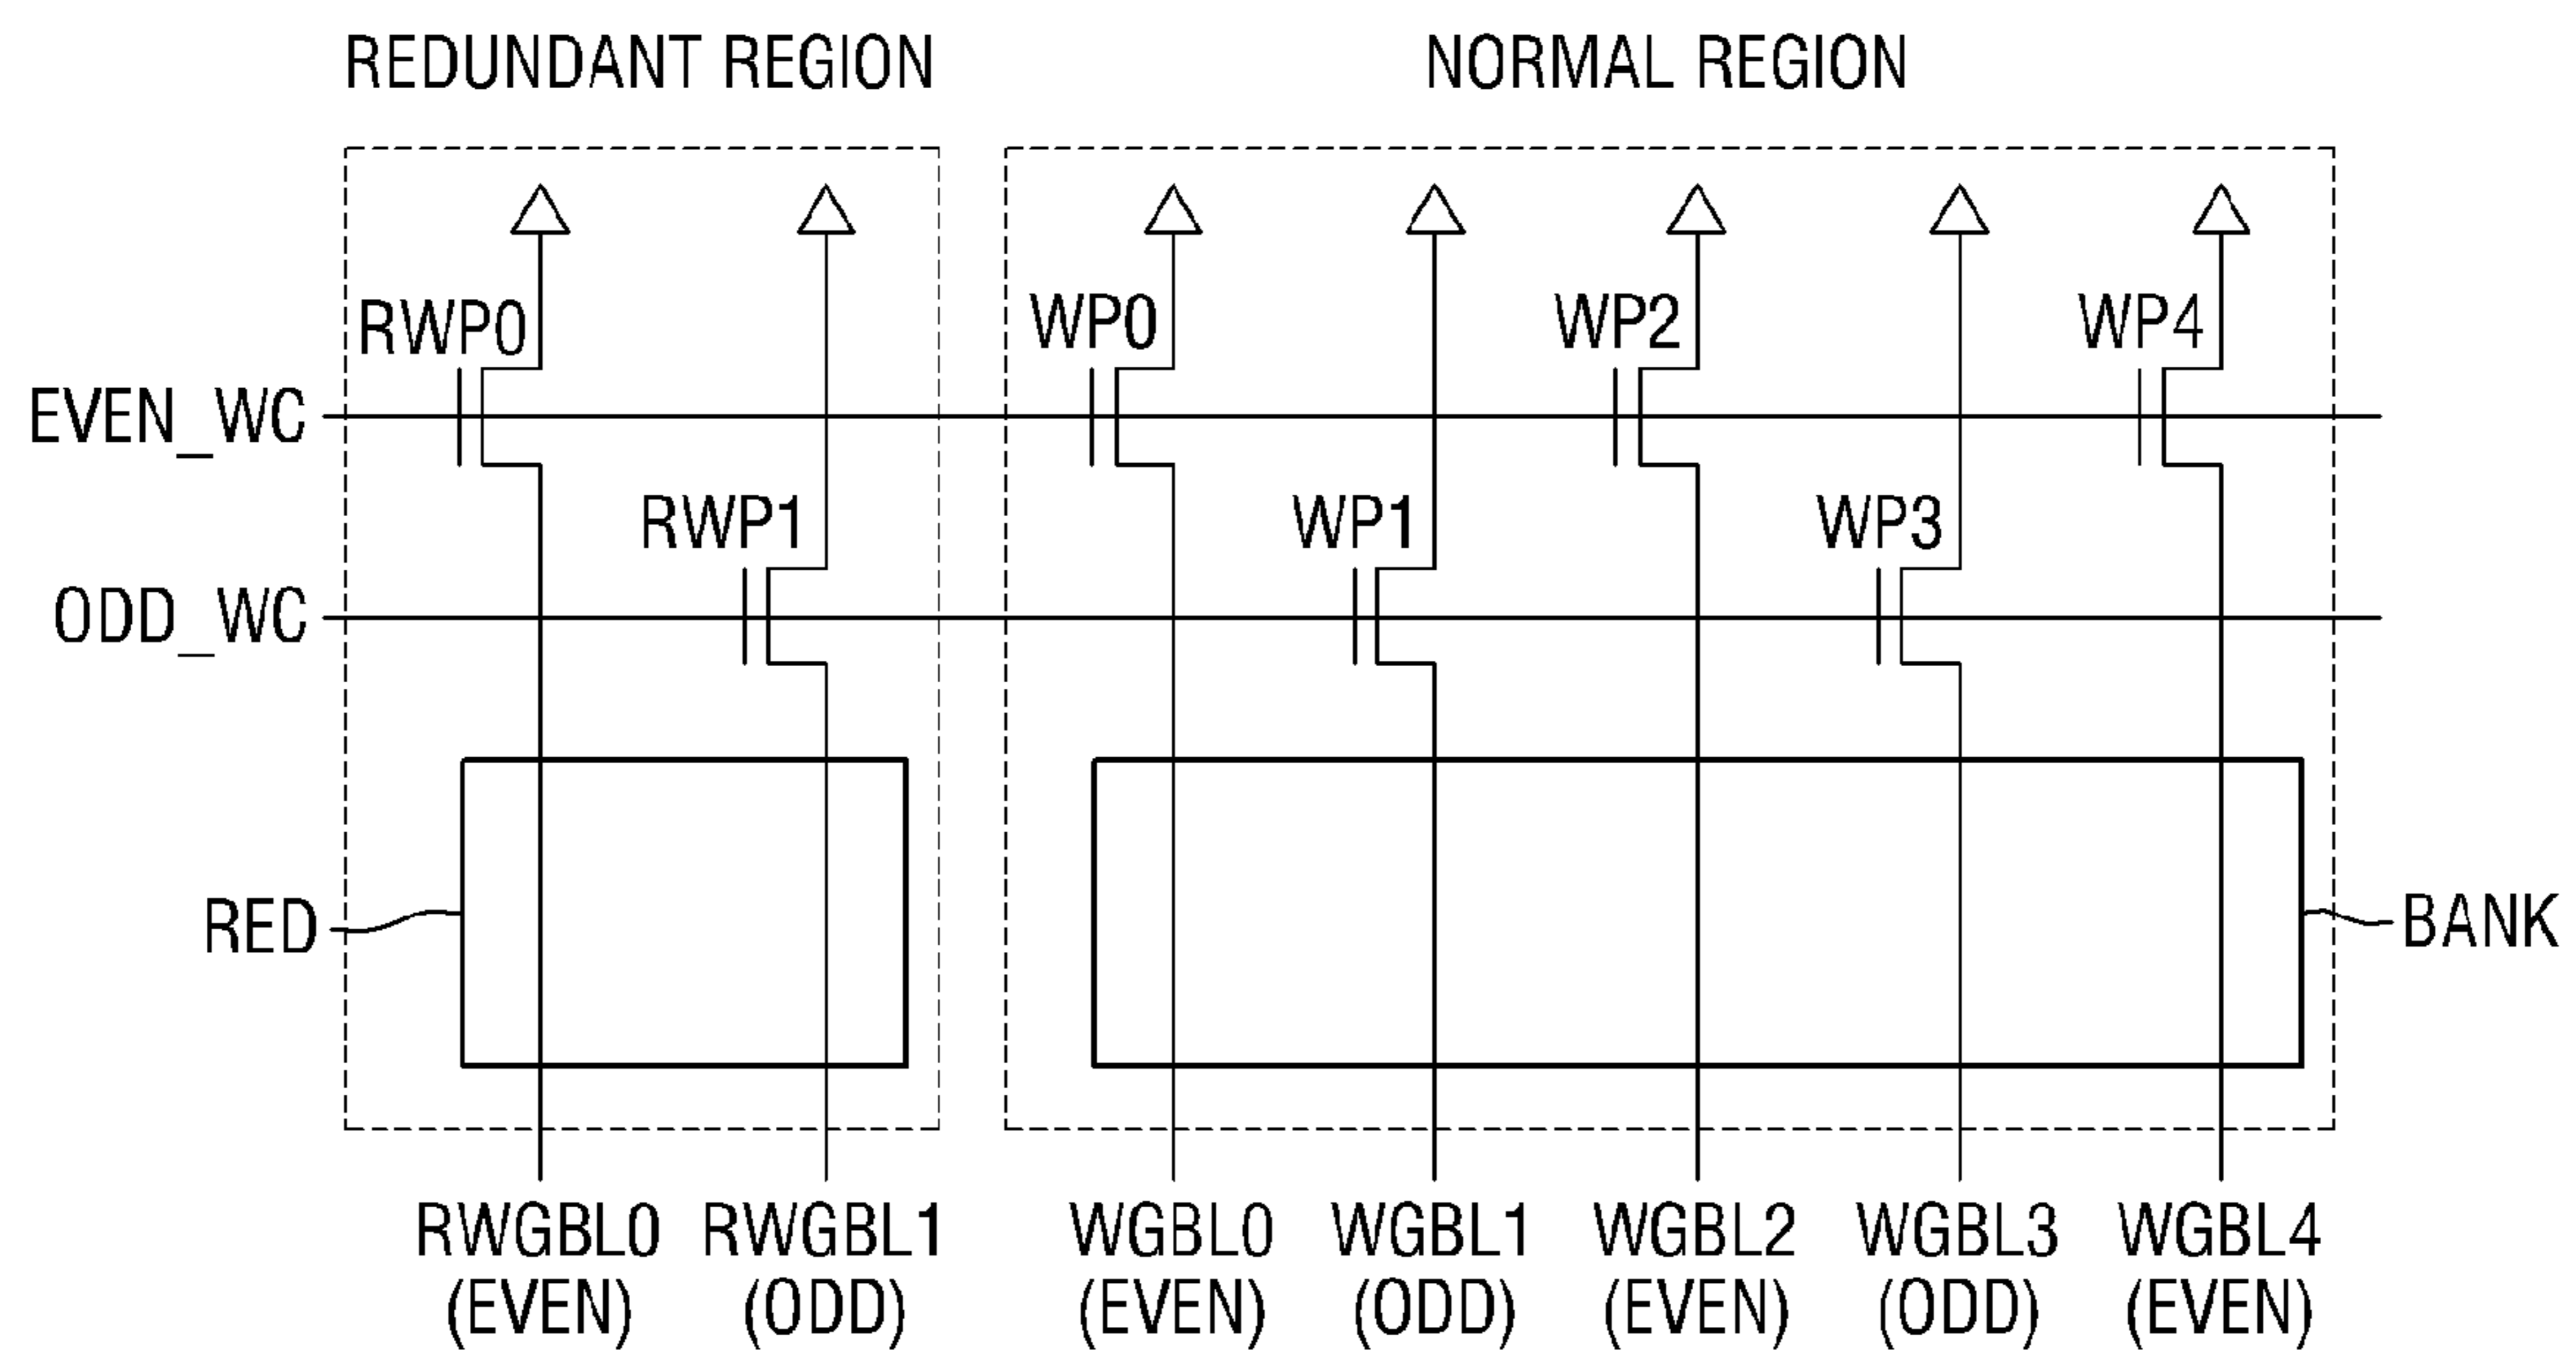 REDUNDANT REGION
NORMAL REGION
RWP0
WP0
WP2
WP4
EVEN_WC
RWP1
WP1
WP3
ODD_WC
RED
BANK
RWGBL0 RWGBL1 WGBL0 WGBL1 WGBL2 WGBL3 WGBL4
(EVEN) (ODD) (EVEN) (ODD) (EVEN) (ODD) (EVEN)